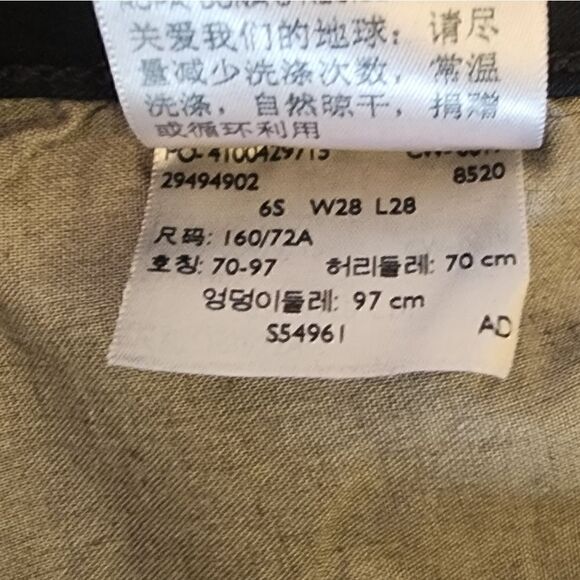 关爱我们的地球：请尽
量减少洗涤次数，常温
洗涤，自然晾干，捐赠
或循环利用
PO- 4100429715
29494902 8520
6S W28 L28
尺码: 160/72A
호칭: 70-97 허리둘레: 70 cm
엉덩이둘레: 97 cm
S54961 AD